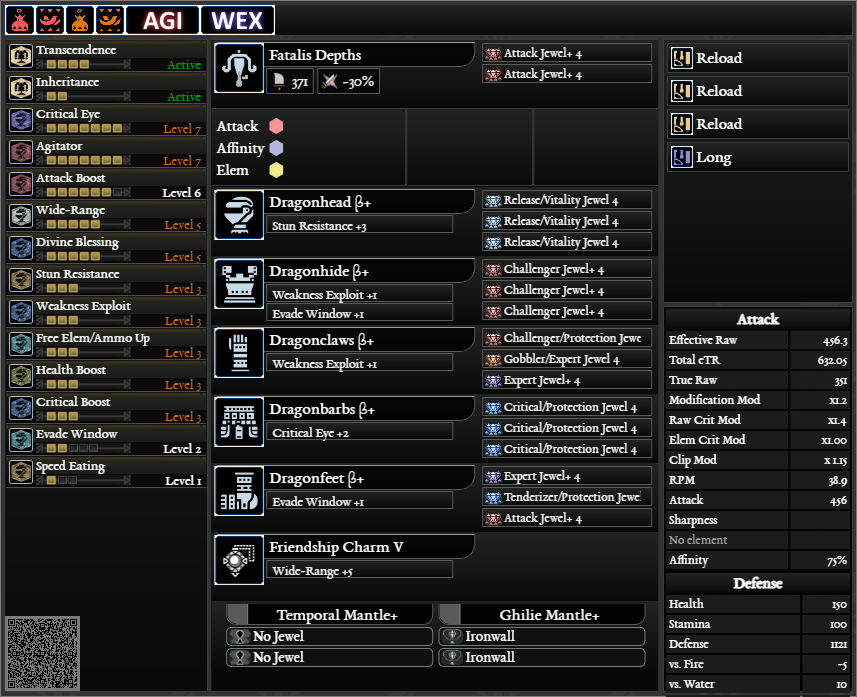 AGI
WEX
Transcendence
Active
Inheritance
Active
Critical Eye
Level 7
Agitator
Level 7
Attack Boost
Level 6
Wide-Range
Level 5
Divine Blessing
Level 5
Stun Resistance
Level 3
Weakness Exploit
Level 3
Free Elem/Ammo Up
Level 3
Health Boost
Level 3
Critical Boost
Level 3
Evade Window
Level 2
Speed Eating
Level 1
Fatalis Depths
371
-30%
Attack Jewel+ 4
Attack Jewel+ 4
Attack
Affinity
Elem
Dragonhead β+
Stun Resistance +3
Release/Vitality Jewel 4
Release/Vitality Jewel 4
Release/Vitality Jewel 4
Dragonhide β+
Weakness Exploit +1
Evade Window +1
Challenger Jewel+ 4
Challenger Jewel+ 4
Challenger Jewel+ 4
Dragonclaws β+
Weakness Exploit +1
Challenger/Protection Jewe
Gobbler/Expert Jewel 4
Expert Jewel+ 4
Dragonbarbs β+
Critical Eye +2
Critical/Protection Jewel 4
Critical/Protection Jewel 4
Critical/Protection Jewel 4
Dragonfeet β+
Evade Window +1
Expert Jewel+ 4
Tenderizer/Protection Jewel
Attack Jewel+ 4
Friendship Charm V
Wide-Range +5
Temporal Mantle+
No Jewel
No Jewel
Ghilie Mantle+
Ironwall
Ironwall
Reload
Reload
Reload
Long
Attack
Effective Raw 456.3
Total eTR 632.05
True Raw 351
Modification Mod x1.2
Raw Crit Mod x1.4
Elem Crit Mod x1.00
Clip Mod x 1.15
RPM 38.9
Attack 456
Sharpness
No element
Affinity 75%
Defense
Health 150
Stamina 100
Defense 1121
vs. Fire -5
vs. Water 10